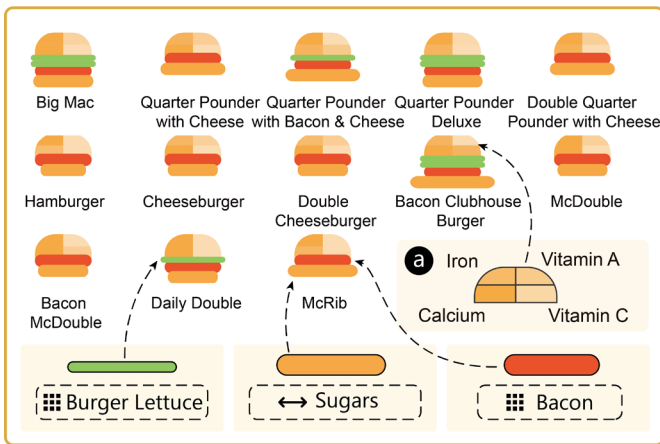 Big Mac
Quarter Pounder
with Cheese
Quarter Pounder
with Bacon & Cheese
Quarter Pounder
Deluxe
Double Quarter
Pounder with Cheese
Hamburger
Cheeseburger
Double
Cheeseburger
Bacon Clubhouse
Burger
McDouble
Bacon
McDouble
Daily Double
McRib
a
Iron
Vitamin A
Calcium
Vitamin C
Burger Lettuce
Sugars
Bacon